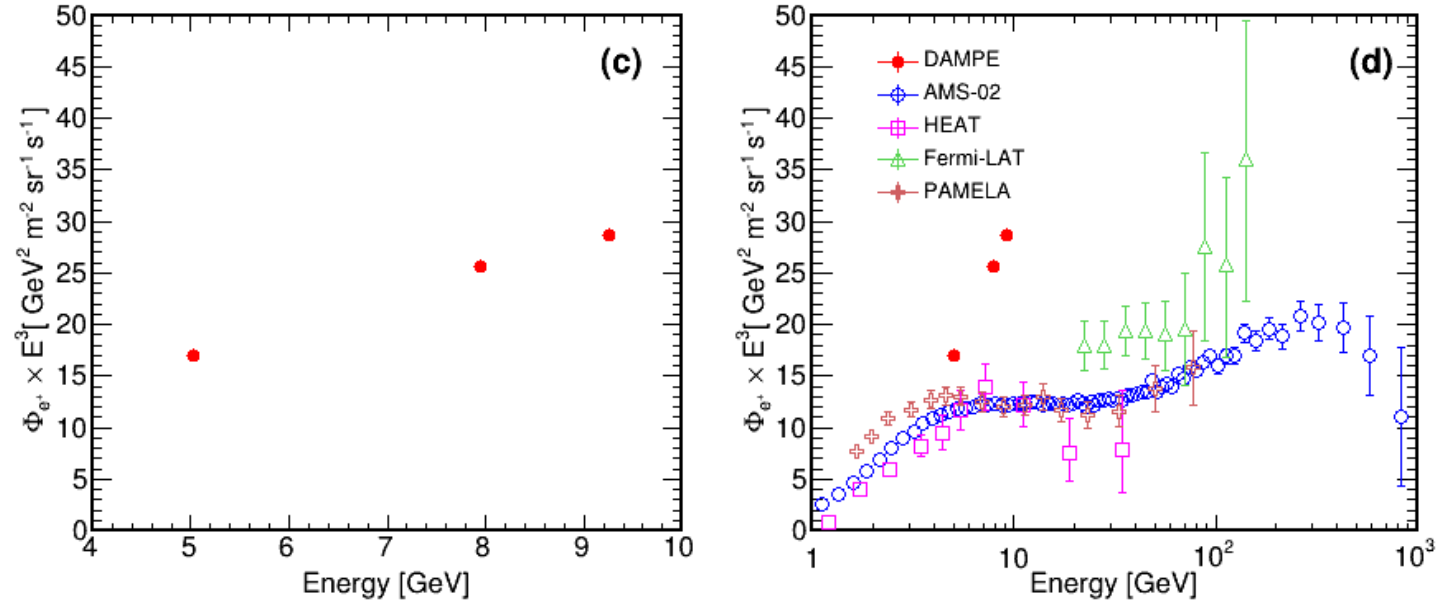 50
45
40
35
30
25
20
15
10
5
0
Φe⁺ × E³[ GeV² m⁻² sr⁻¹ s⁻¹ ]
(c)
4 5 6 7 8 9 10
Energy [GeV]
50
45
40
35
30
25
20
15
10
5
0
Φe⁺ × E³[ GeV² m⁻² sr⁻¹ s⁻¹ ]
(d)
DAMPE
AMS-02
HEAT
Fermi-LAT
PAMELA
1 10 10² 10³
Energy [GeV]